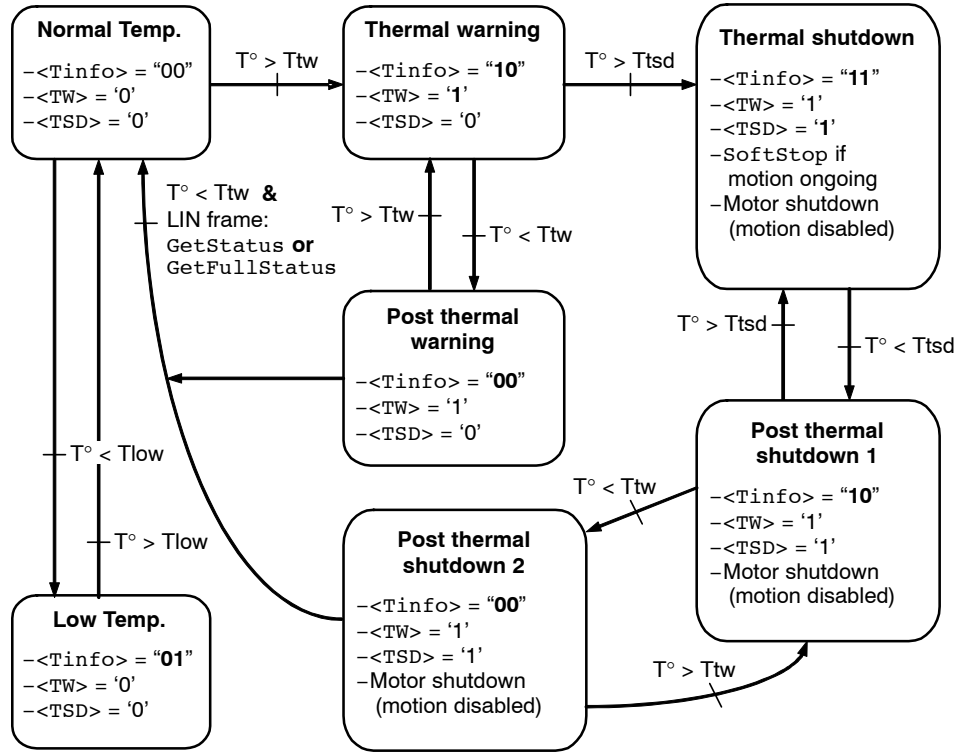 Normal Temp.
–<Tinfo> = “00”
–<TW> = ‘0’
–<TSD> = ‘0’
T° > Ttw
Thermal warning
–<Tinfo> = “10”
–<TW> = ‘1’
–<TSD> = ‘0’
T° > Ttsd
Thermal shutdown
–<Tinfo> = “11”
–<TW> = ‘1’
–<TSD> = ‘1’
–SoftStop if
motion ongoing
–Motor shutdown
(motion disabled)
T° < Ttw &
LIN frame:
GetStatus or
GetFullStatus
T° > Ttw
T° < Ttw
Post thermal
warning
–<Tinfo> = “00”
–<TW> = ‘1’
–<TSD> = ‘0’
T° > Ttsd
T° < Ttsd
Post thermal
shutdown 1
–<Tinfo> = “10”
–<TW> = ‘1’
–<TSD> = ‘1’
–Motor shutdown
(motion disabled)
T° < Tlow
T° > Tlow
T° < Ttw
Post thermal
shutdown 2
–<Tinfo> = “00”
–<TW> = ‘1’
–<TSD> = ‘1’
–Motor shutdown
(motion disabled)
T° > Ttw
Low Temp.
–<Tinfo> = “01”
–<TW> = ‘0’
–<TSD> = ‘0’